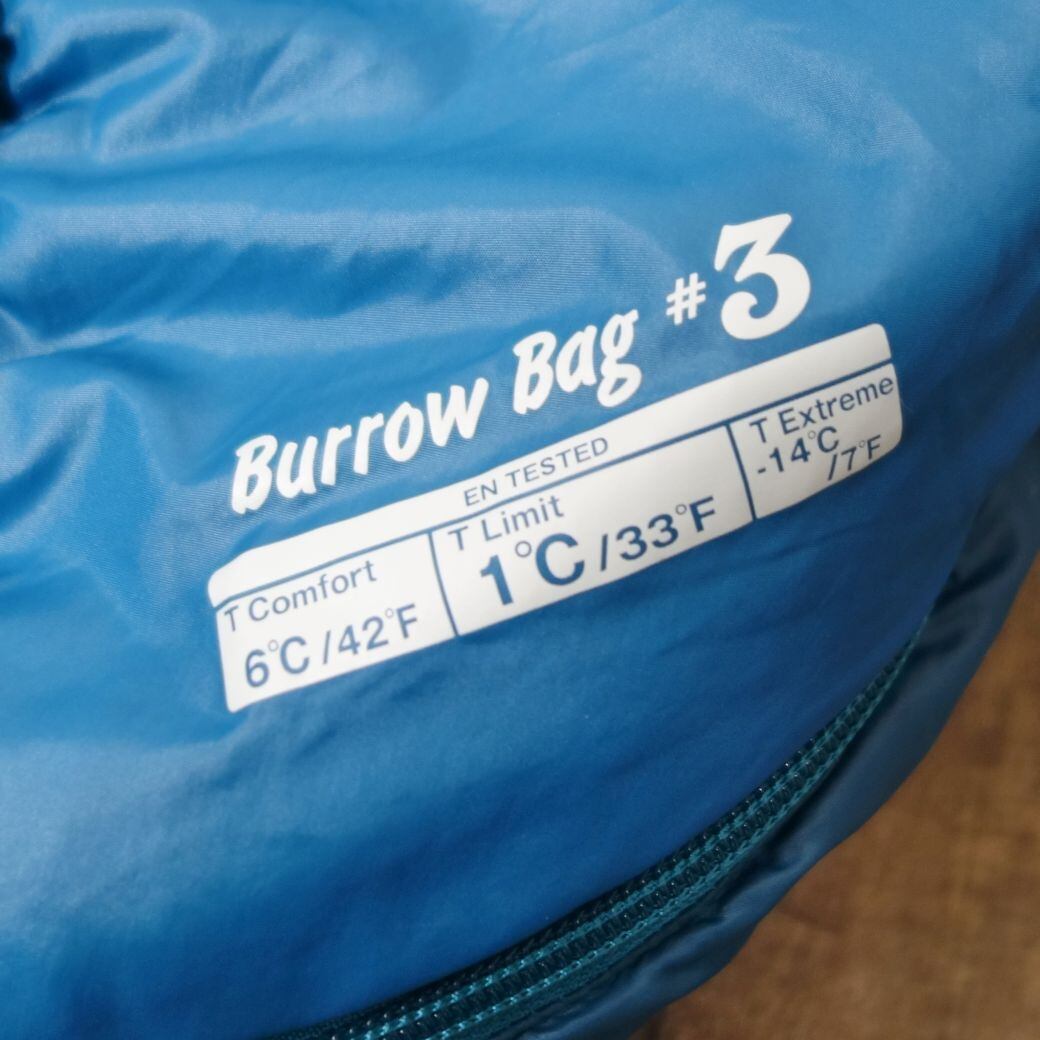 Burrow Bag #3
EN TESTED
T Comfort
6°C/42°F
T Limit
1°C/33°F
T Extreme
-14°C
/7°F